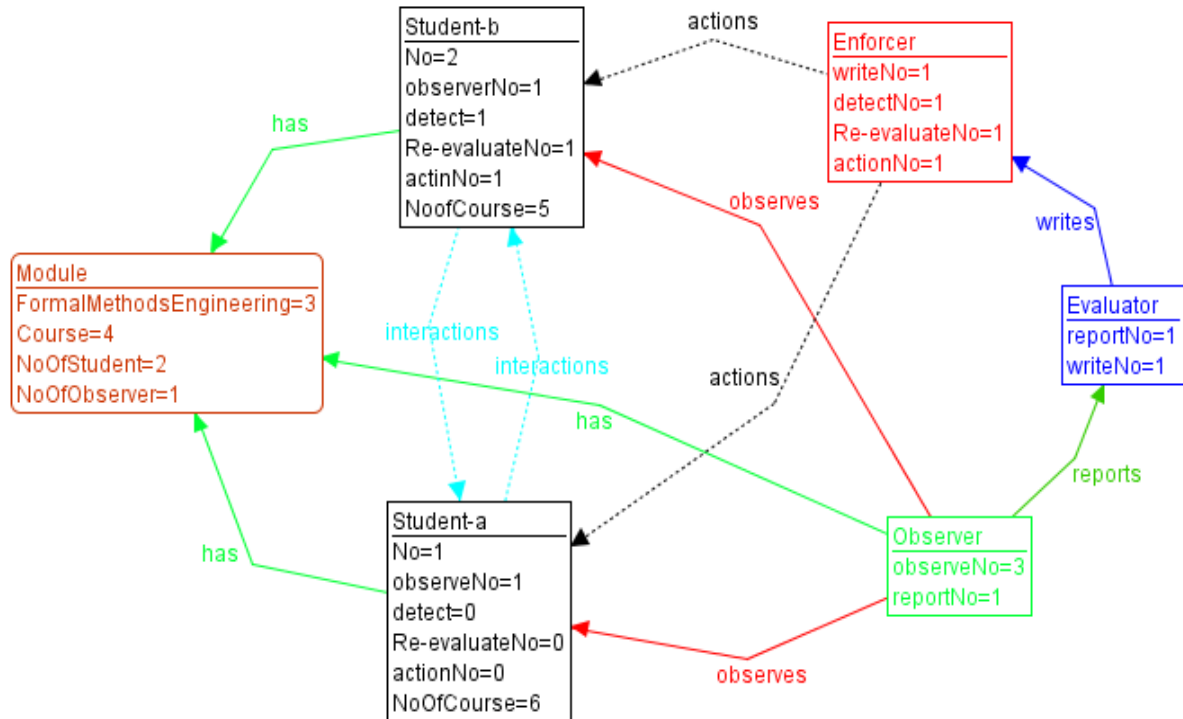 actions
Student-b
No=2
observerNo=1
detect=1
Re-evaluateNo=1
actinNo=1
NoofCourse=5
Enforcer
writeNo=1
detectNo=1
Re-evaluateNo=1
actionNo=1
has
observes
writes
Module
FormalMethodsEngineering=3
Course=4
NoOfStudent=2
NoOfObserver=1
Evaluator
reportNo=1
writeNo=1
interactions
interactions
actions
has
reports
Student-a
No=1
observeNo=1
detect=0
Re-evaluateNo=0
actionNo=0
NoOfCourse=6
Observer
observeNo=3
reportNo=1
has
observes